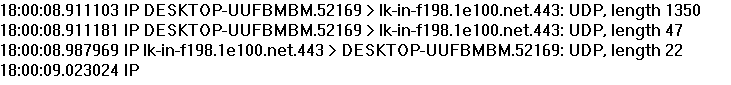 18:00:08.911103 IP DESKTOP-UUFBMBM.52169 > lk-in-f198.1e100.net.443: UDP, length 1350
18:00:08.911181 IP DESKTOP-UUFBMBM.52169 > lk-in-f198.1e100.net.443: UDP, length 47
18:00:08.987969 IP lk-in-f198.1e100.net.443 > DESKTOP-UUFBMBM.52169: UDP, length 22
18:00:09.023024 IP